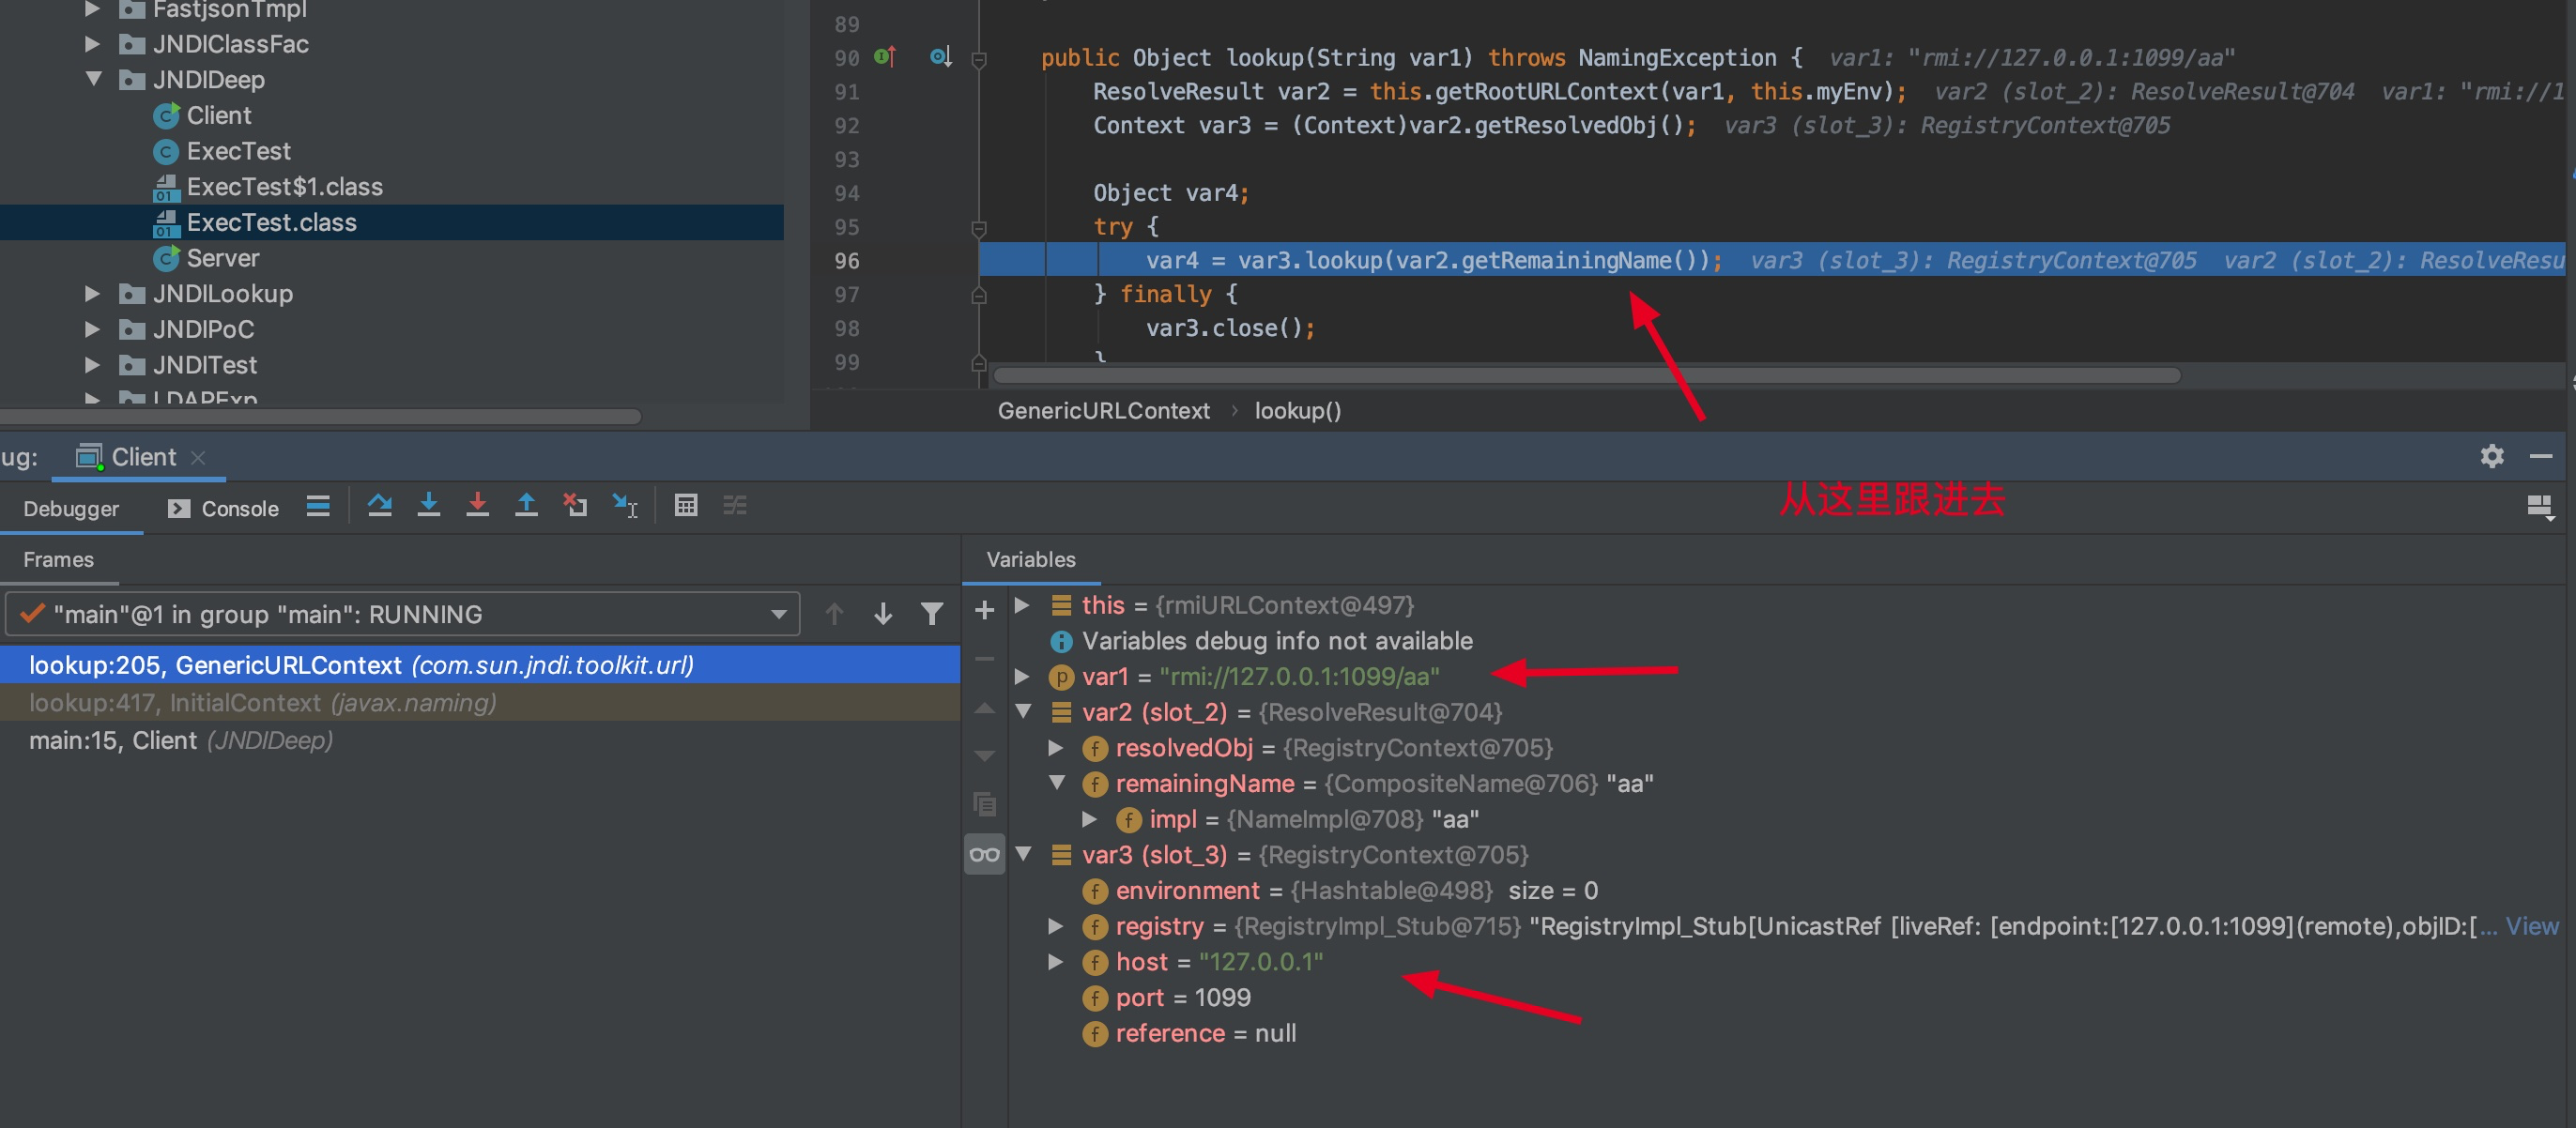 FastjsonTmpl
JNDIClassFac
JNDIDeep
Client
ExecTest
ExecTest$1.class
ExecTest.class
Server
JNDILookup
JNDIPoC
JNDITest
LDAPExp
89
90 public Object lookup(String var1) throws NamingException { var1: "rmi://127.0.0.1:1099/aa"
91 ResolveResult var2 = this.getRootURLContext(var1, this.myEnv); var2 (slot_2): ResolveResult@704 var1: "rmi://1
92 Context var3 = (Context)var2.getResolvedObj(); var3 (slot_3): RegistryContext@705
93
94 Object var4;
95 try {
96 var4 = var3.lookup(var2.getRemainingName()); var3 (slot_3): RegistryContext@705 var2 (slot_2): ResolveResu
97 } finally {
98 var3.close();
99 }
GenericURLContext › lookup()
ug: Client
Debugger Console
从这里跟进去
Frames
"main"@1 in group "main": RUNNING
lookup:205, GenericURLContext (com.sun.jndi.toolkit.url)
lookup:417, InitialContext (javax.naming)
main:15, Client (JNDIDeep)
Variables
this = {rmiURLContext@497}
Variables debug info not available
var1 = "rmi://127.0.0.1:1099/aa"
var2 (slot_2) = {ResolveResult@704}
resolvedObj = {RegistryContext@705}
remainingName = {CompositeName@706} "aa"
impl = {NameImpl@708} "aa"
var3 (slot_3) = {RegistryContext@705}
environment = {Hashtable@498} size = 0
registry = {RegistryImpl_Stub@715} "RegistryImpl_Stub[UnicastRef [liveRef: [endpoint:[127.0.0.1:1099](remote),objID:[... View
host = "127.0.0.1"
port = 1099
reference = null